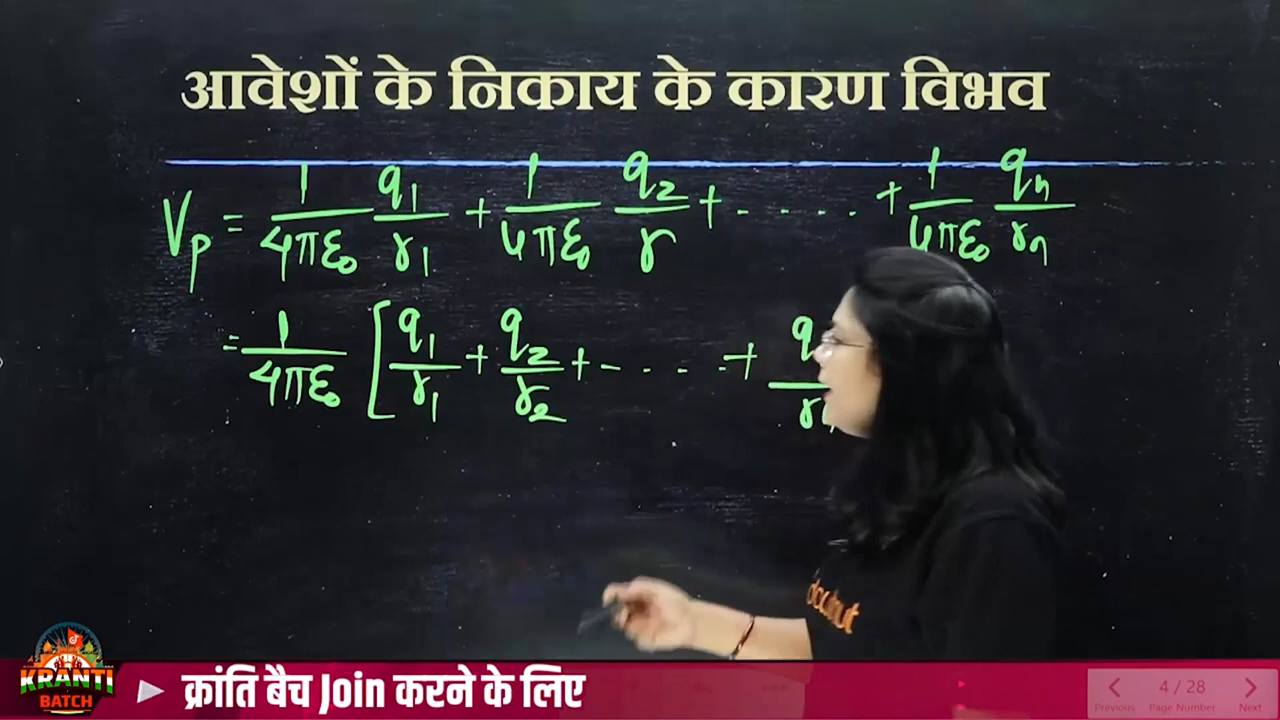 आवेशों के निकाय के कारण विभव
Vp = 1/4πε₀ q₁/r₁ + 1/4πε₀ q₂/r + ..... + 1/4πε₀ qn/rn
= 1/4πε₀ [q₁/r₁ + q₂/r₂ + ..... + q
KRANTI
BATCH
क्रांति बैच Join करने के लिए
4 / 28
Previous Page Number Next